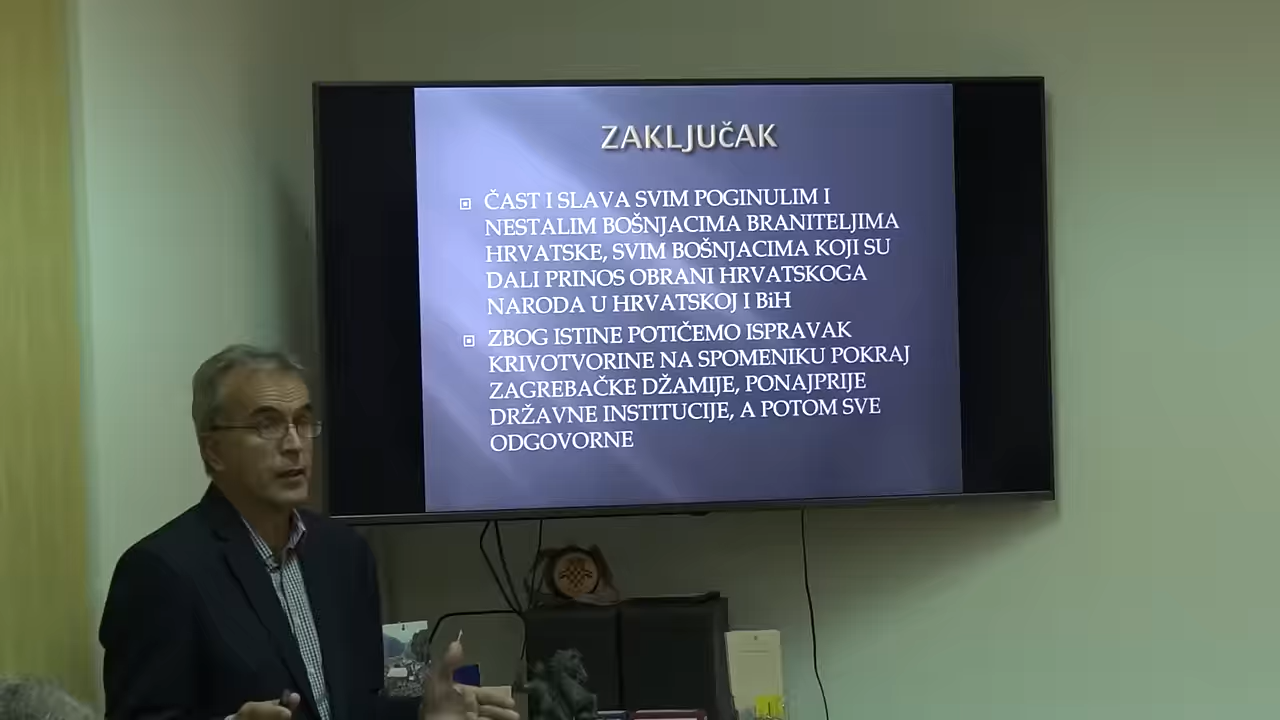 ZAKLJUČAK
ČAST I SLAVA SVIM POGINULIM I
NESTALIM BOŠNJACIMA BRANITELJIMA
HRVATSKE, SVIM BOŠNJACIMA KOJI SU
DALI PRINOS OBRANI HRVATSKOGA
NARODA U HRVATSKOJ I BiH
ZBOG ISTINE POTIČEMO ISPRAVAK
KRIVOTVORINE NA SPOMENIKU POKRAJ
ZAGREBAČKE DŽAMIJE, PONAJPRIJE
DRŽAVNE INSTITUCIJE, A POTOM SVE
ODGOVORNE